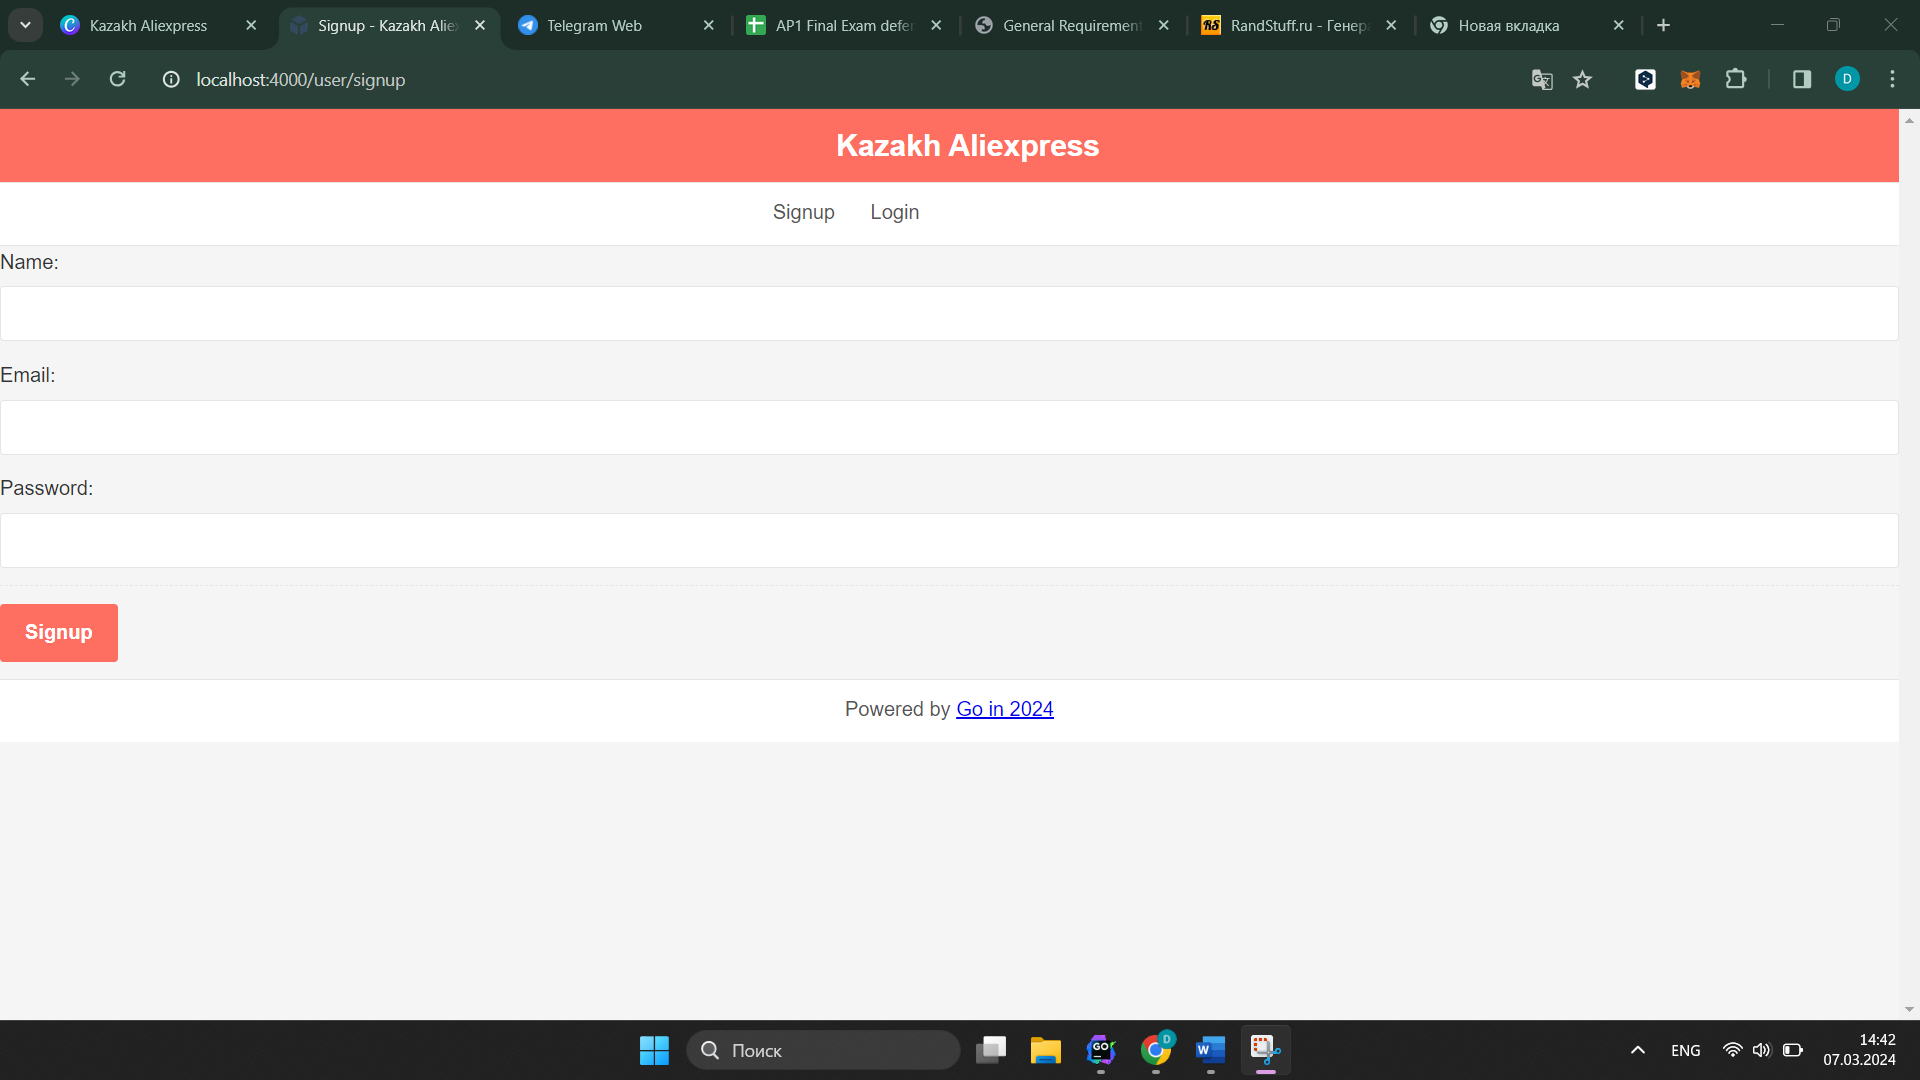 Kazakh Aliexpress
Signup - Kazakh Alie
Telegram Web
AP1 Final Exam defe
General Requirement
RandStuff.ru - Генер
Новая вкладка
localhost:4000/user/signup
D
Kazakh Aliexpress
Signup Login
Name:
Email:
Password:
Signup
Powered by Go in 2024
Поиск
ENG
14:42
07.03.2024